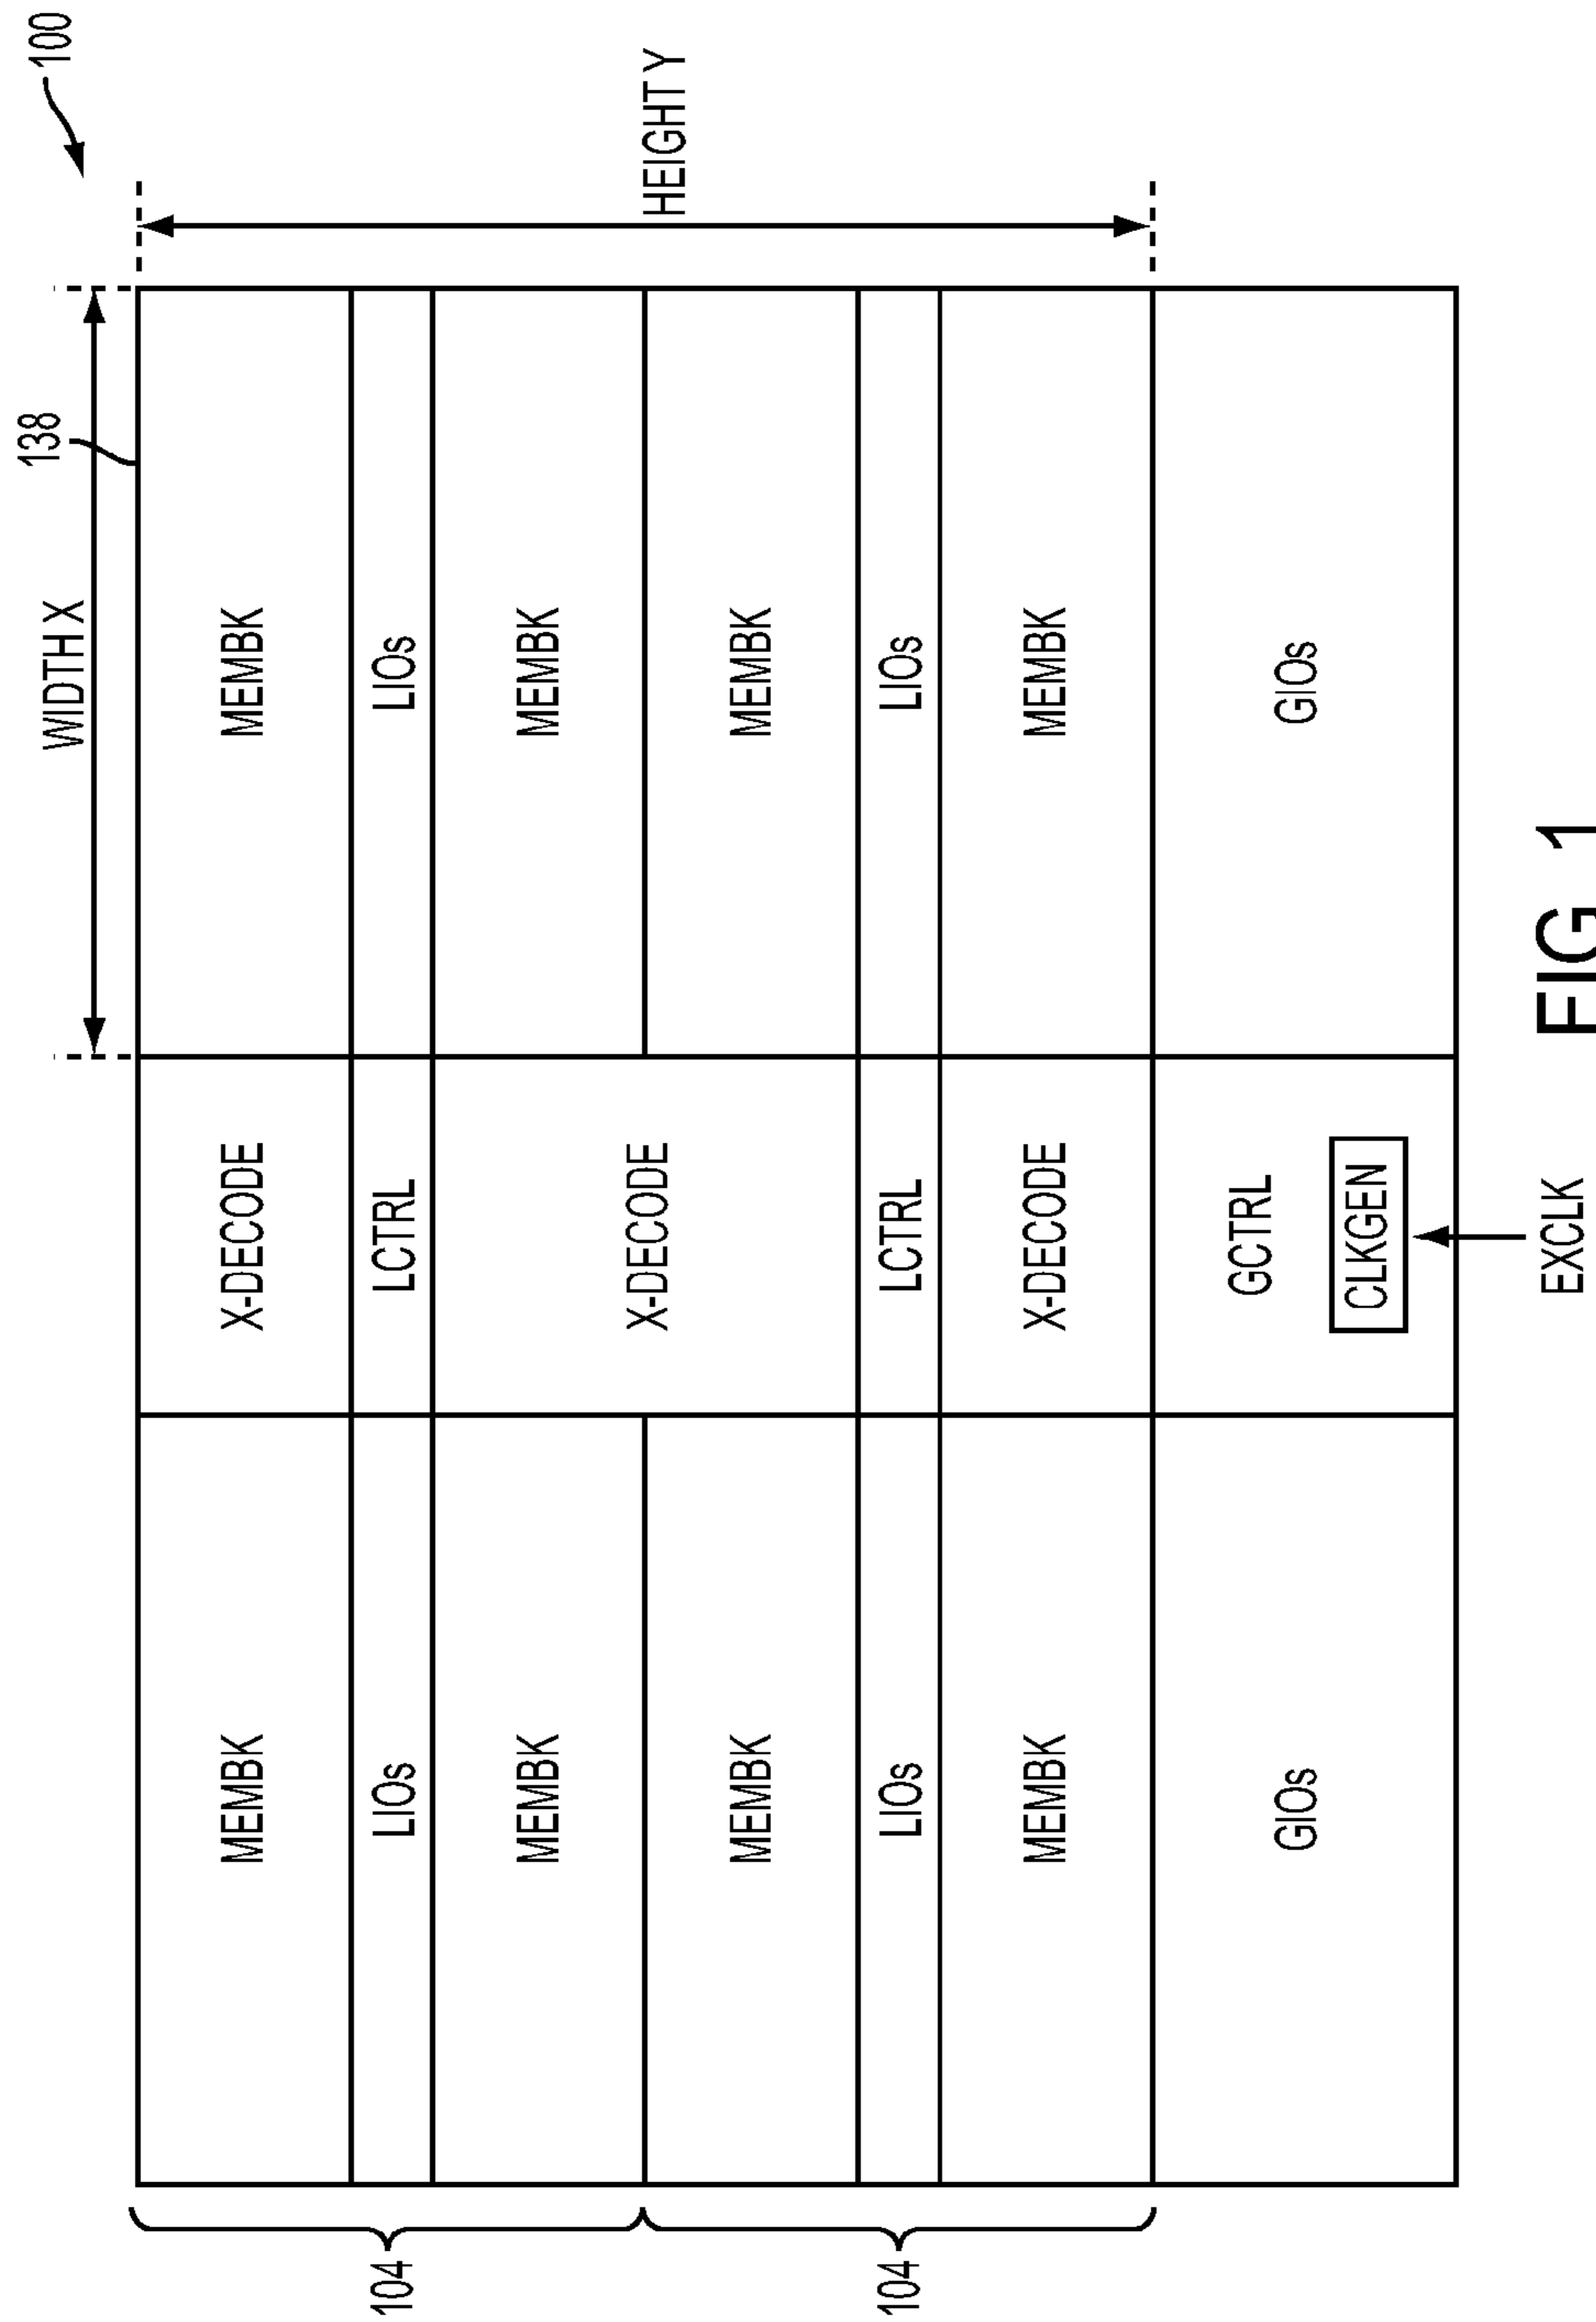 138 100
WIDTH X
MEMBK X-DECODE MEMBK
104 LIOs LCTRL LIOs
MEMBK MEMBK
X-DECODE HEIGHT Y
MEMBK MEMBK
104 LIOs LCTRL LIOs
MEMBK X-DECODE MEMBK
GCTRL
GIOs GIOs
CLKGEN
EXCLK
FIG 1